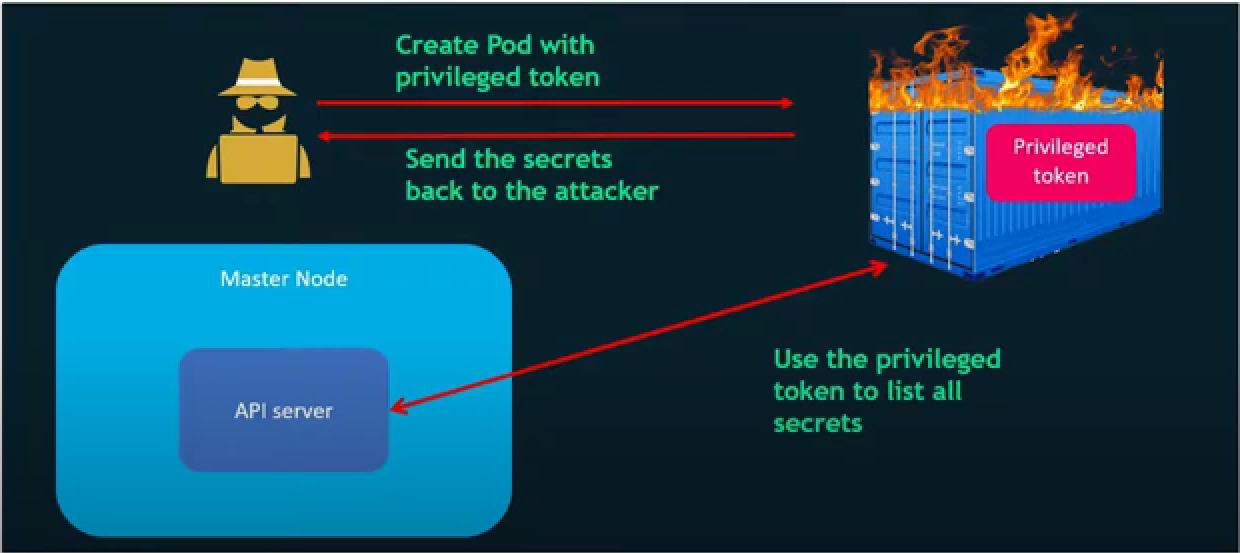 Create Pod with
privileged token
Send the secrets
back to the attacker
Privileged
token
Master Node
API server
Use the privileged
token to list all
secrets